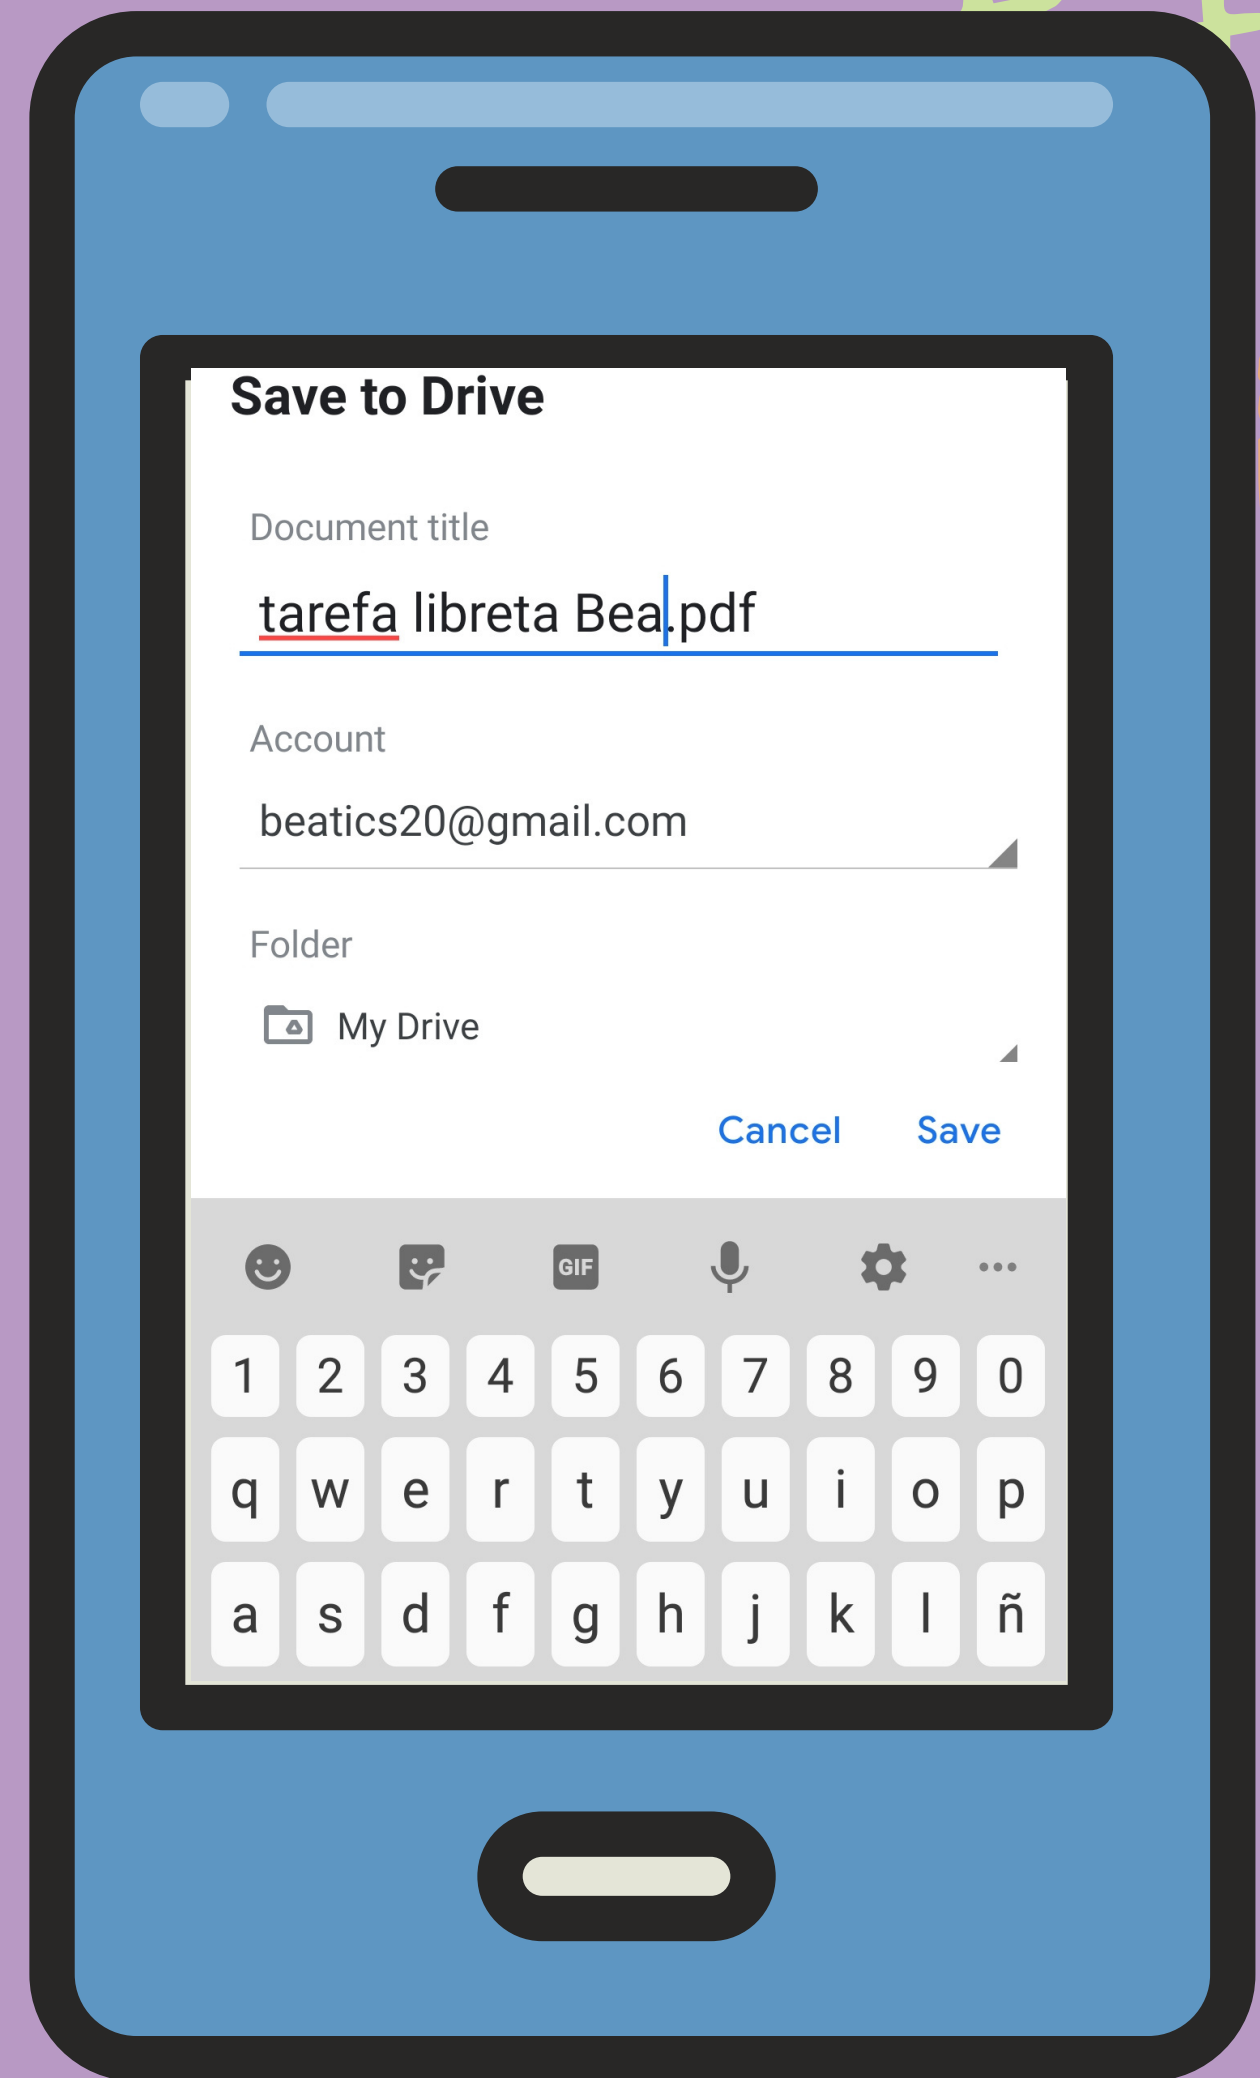 Save to Drive
Document title
tarefa libreta Bea.pdf
Account
beatics20@gmail.com
Folder
My Drive
Cancel Save
GIF
1 2 3 4 5 6 7 8 9 0
q w e r t y u i o p
a s d f g h j k l ñ